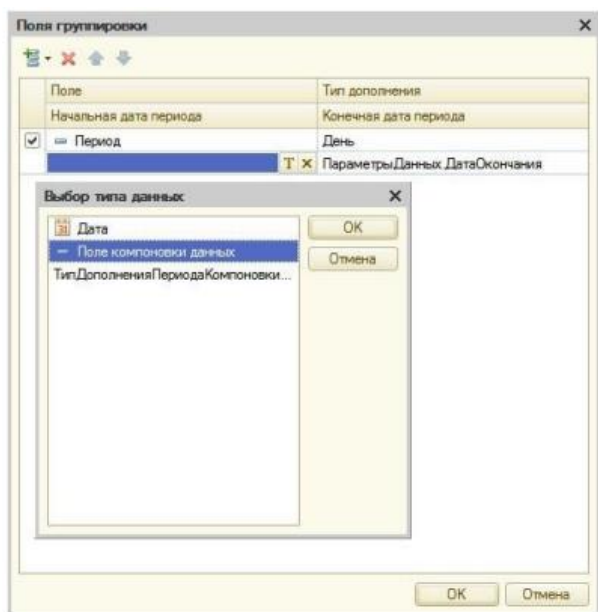 Поля группировки
Поле Тип дополнения
Начальная дата периода Конечная дата периода
Период День
T ПараметрыДанных.ДатаОкончания
Выбор типа данных
31 Дата OK
Поле компоновки данных Отмена
ТипДополненияПериодаКомпоновки...
OK Отмена